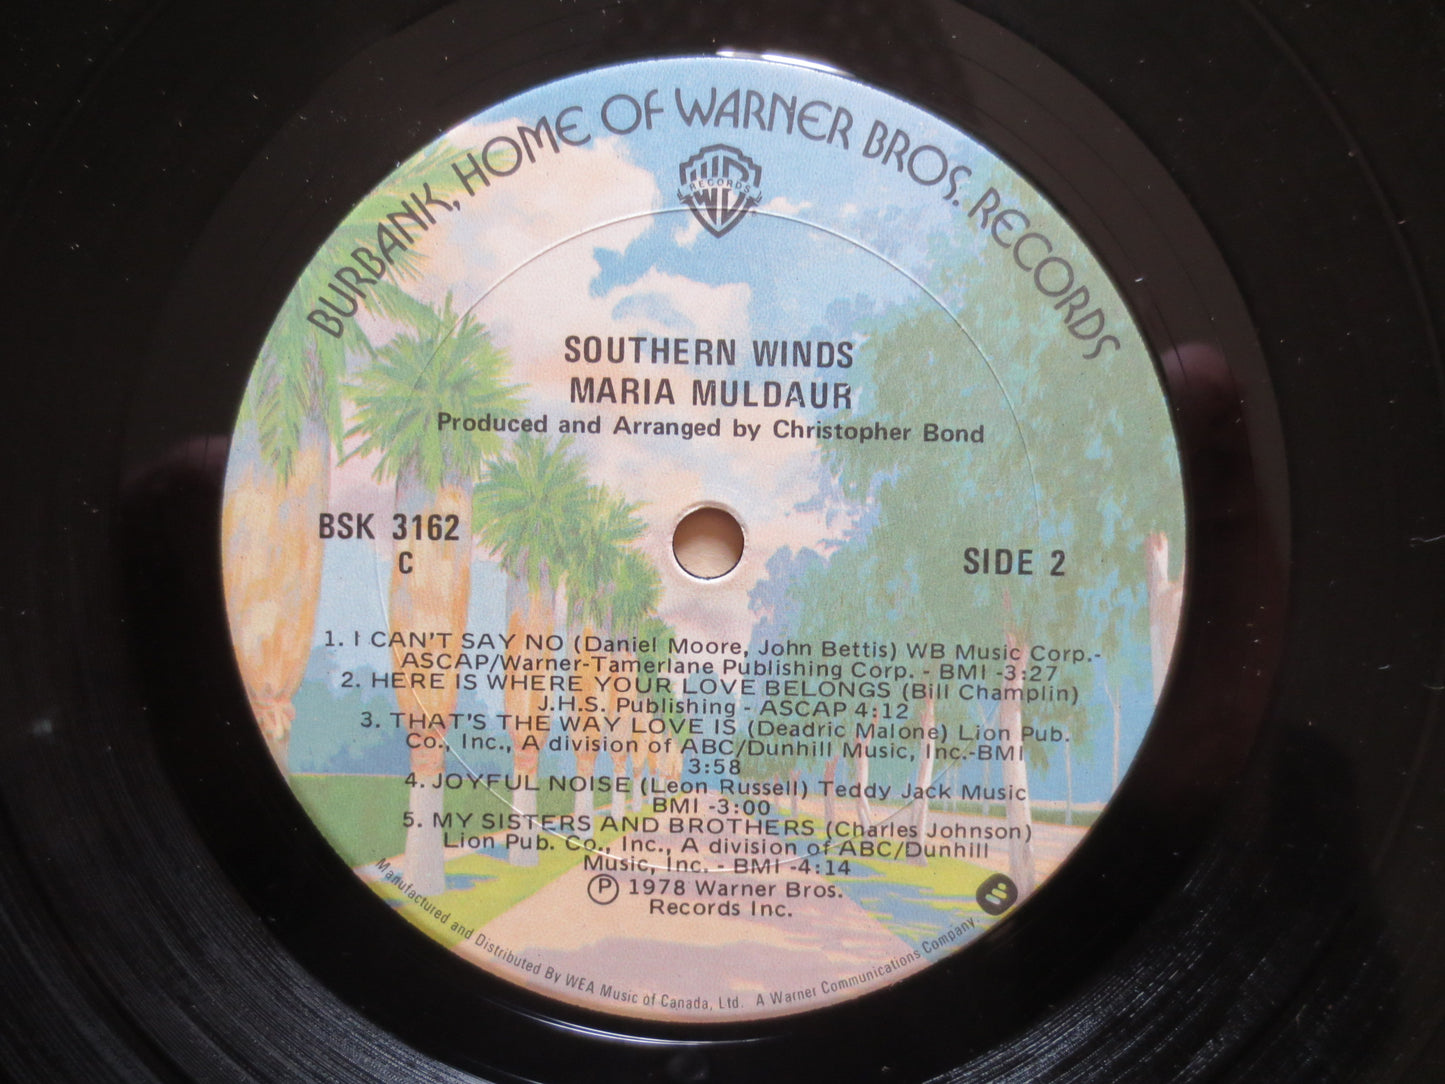 BURBANK, HOME OF WARNER BROS. RECORDS
W
RECORDS
SOUTHERN WINDS
MARIA MULDAUR
Produced and Arranged by Christopher Bond
BSK 3162
C
SIDE 2
1. I CAN'T SAY NO (Daniel Moore, John Bettis) WB Music Corp.-
ASCAP/Warner-Tamerlane Publishing Corp. - BMI -3:27
2. HERE IS WHERE YOUR LOVE BELONGS (Bill Champlin)
J.H.S. Publishing - ASCAP 4:12
3. THAT'S THE WAY LOVE IS (Deadric Malone) Lion Pub.
Co., Inc., A division of ABC/Dunhill Music, Inc.-BMI
3:58
4. JOYFUL NOISE (Leon Russell) Teddy Jack Music
BMI -3:00
5. MY SISTERS AND BROTHERS (Charles Johnson)
Lion Pub. Co., Inc., A division of ABC/Dunhill
Music, Inc. - BMI -4:14
Ⓟ 1978 Warner Bros.
Records Inc.
Manufactured and Distributed By WEA Music of Canada, Ltd. A Warner Communications Company.